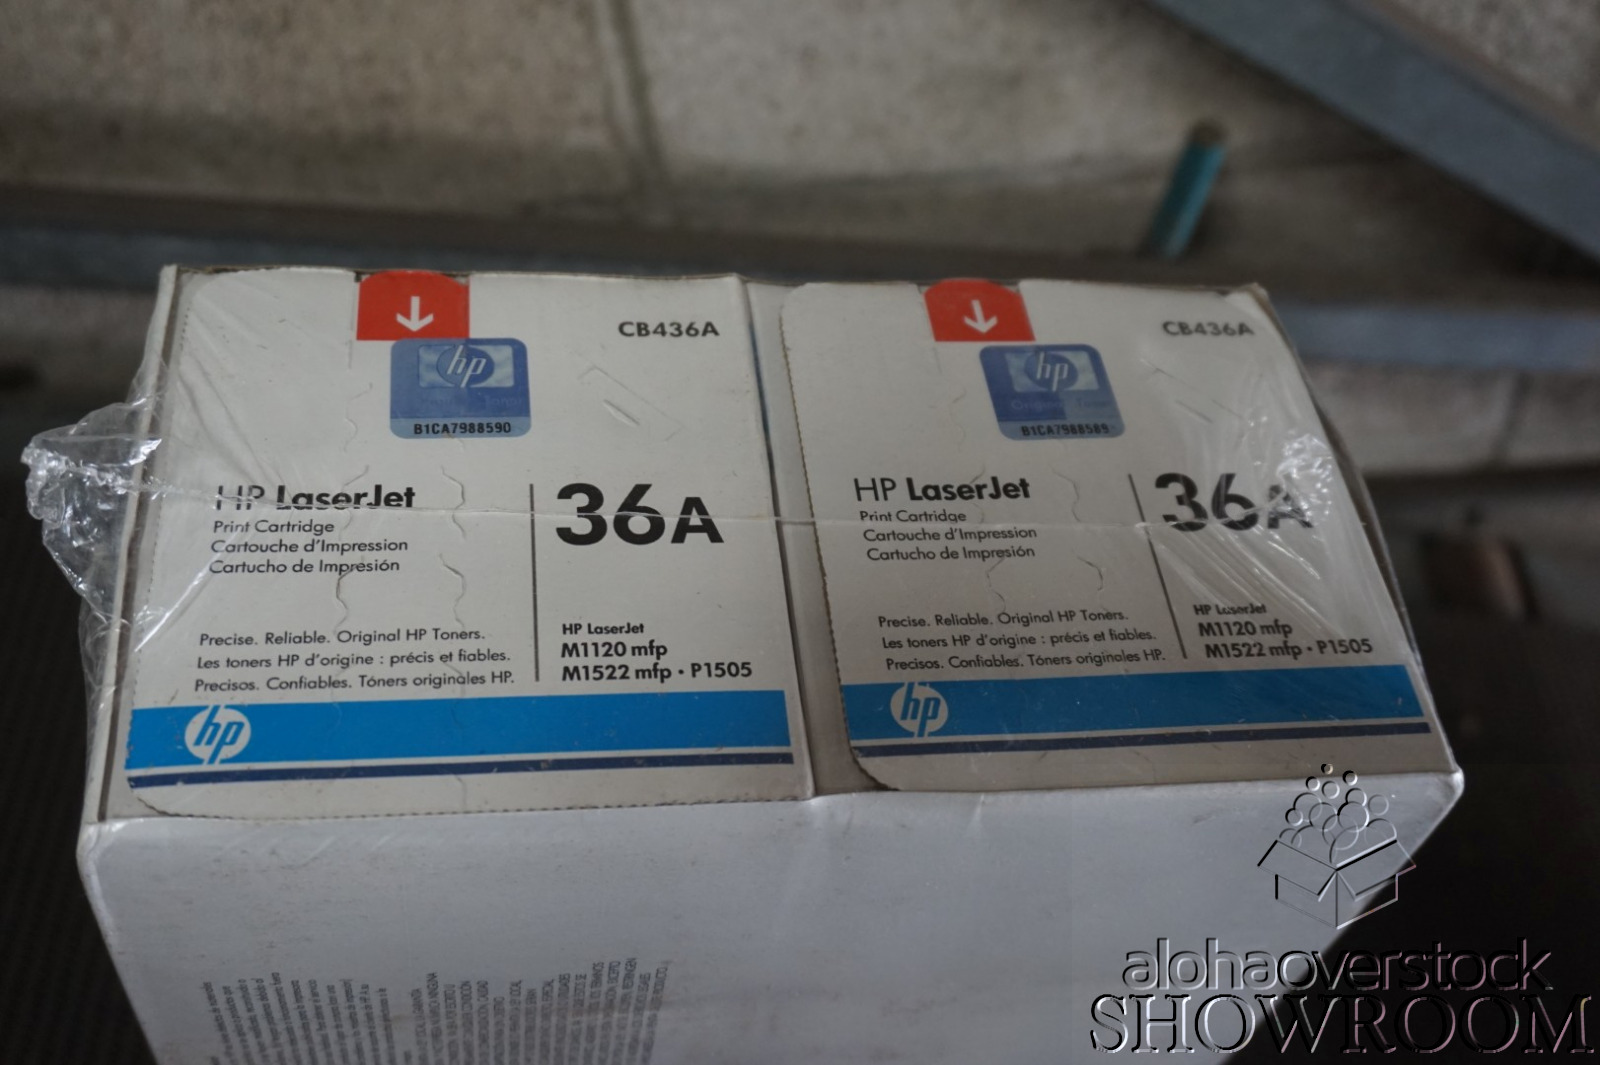 CB436A
hp
B1CA7988590
HP LaserJet
36A
Print Cartridge
Cartouche d'Impression
Cartucho de Impresión
Precise. Reliable. Original HP Toners.
Les toners HP d'origine : précis et fiables.
Precisos. Confiables. Tóners originales HP.
HP LaserJet
M1120 mfp
M1522 mfp • P1505
hp
CB436A
hp
Original
B1CA7988589
HP LaserJet
36A
Print Cartridge
Cartouche d'Impression
Cartucho de Impresión
Precise. Reliable. Original HP Toners.
Les toners HP d'origine : précis et fiables.
Precisos. Confiables. Tóners originales HP.
HP LaserJet
M1120 mfp
M1522 mfp • P1505
hp
alohaoverstock
SHOWROOM